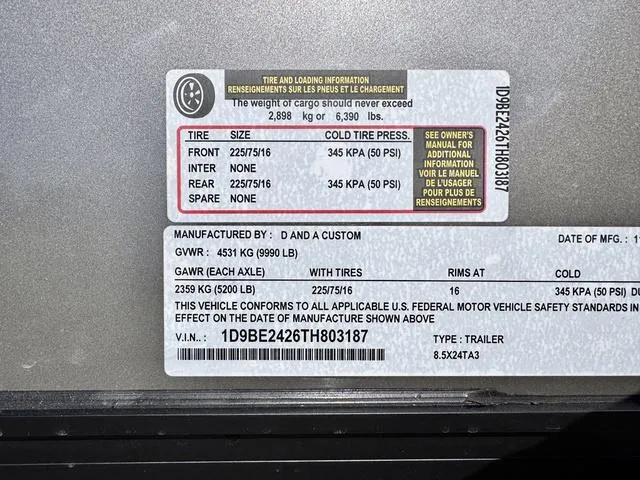 TIRE AND LOADING INFORMATION
RENSEIGNEMENTS SUR LES PNEUS ET LE CHARGEMENT
The weight of cargo should never exceed
2,898 kg or 6,390 lbs.
TIRE SIZE COLD TIRE PRESS.
FRONT 225/75/16 345 KPA (50 PSI)
INTER NONE
REAR 225/75/16 345 KPA (50 PSI)
SPARE NONE
SEE OWNER'S
MANUAL FOR
ADDITIONAL
INFORMATION
VOIR LE MANUEL
DE L'USAGER
POUR PLUS DE
RENSEIGNEMENTS
1D9BE2426TH803187
MANUFACTURED BY : D AND A CUSTOM DATE OF MFG. : 11
GVWR : 4531 KG (9990 LB)
GAWR (EACH AXLE) WITH TIRES RIMS AT COLD
2359 KG (5200 LB) 225/75/16 16 345 KPA (50 PSI) DU
THIS VEHICLE CONFORMS TO ALL APPLICABLE U.S. FEDERAL MOTOR VEHICLE SAFETY STANDARDS IN
EFFECT ON THE DATE OF MANUFACTURE SHOWN ABOVE
V.I.N.. : 1D9BE2426TH803187 TYPE : TRAILER
8.5X24TA3